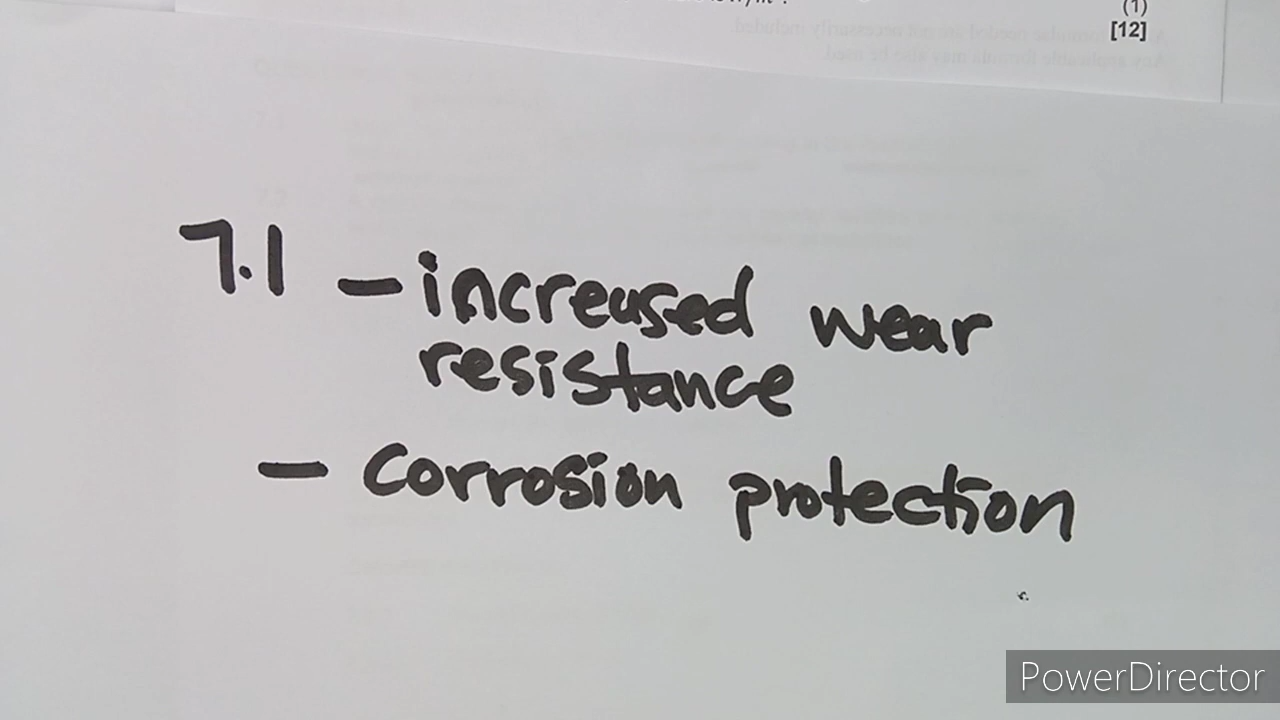 (1)
[12]
7.1 – increased wear
resistance
– corrosion protection
PowerDirector